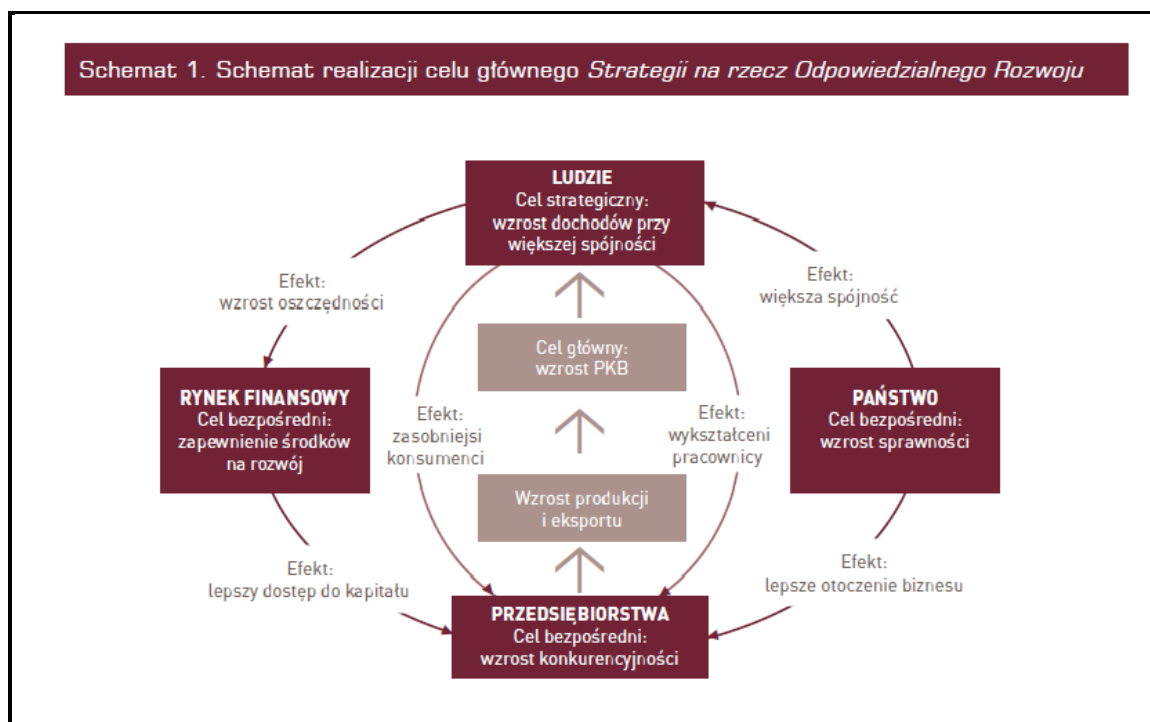 Schemat 1. Schemat realizacji celu głównego Strategii na rzecz Odpowiedzialnego Rozwoju
LUDZIE
Cel strategiczny:
wzrost dochodów przy
większej spójności
Efekt:
wzrost oszczędności
Efekt:
większa spójność
Cel główny:
wzrost PKB
RYNEK FINANSOWY
Cel bezpośredni:
zapewnienie środków
na rozwój
Efekt:
zasobniejsi
konsumenci
Efekt:
wykształceni
pracownicy
PAŃSTWO
Cel bezpośredni:
wzrost sprawności
Wzrost produkcji
i eksportu
Efekt:
lepszy dostęp do kapitału
Efekt:
lepsze otoczenie biznesu
PRZEDSIĘBIORSTWA
Cel bezpośredni:
wzrost konkurencyjności